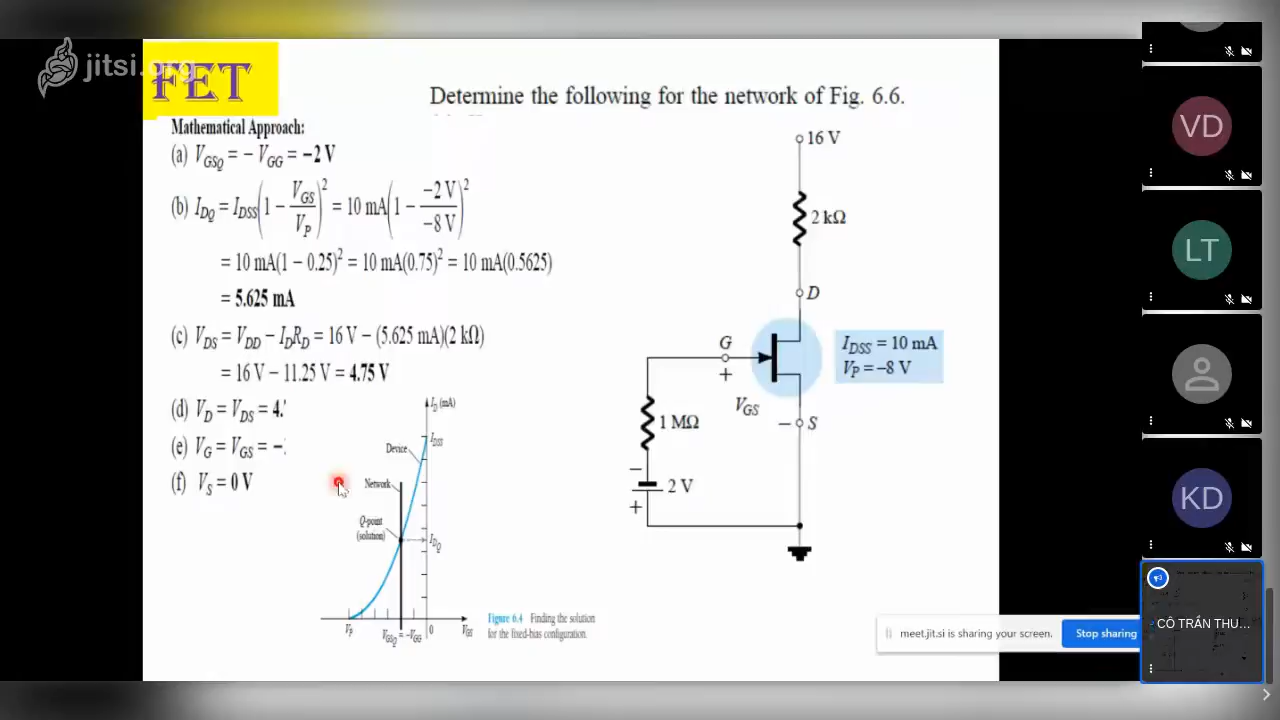 jitsi.org
FET
Determine the following for the network of Fig. 6.6.
Mathematical Approach:
(a) V_GSQ = − V_GG = −2 V
(b) I_DQ = I_DSS(1 − V_GS/V_P)² = 10 mA(1 − −2 V/−8 V)²
= 10 mA(1 − 0.25)² = 10 mA(0.75)² = 10 mA(0.5625)
= 5.625 mA
(c) V_DS = V_DD − I_D R_D = 16 V − (5.625 mA)(2 kΩ)
= 16 V − 11.25 V = 4.75 V
(d) V_D = V_DS = 4.
(e) V_G = V_GS = −
(f) V_S = 0 V
I_D (mA)
I_DSS
Device
Network
Q-point
(solution)
I_DQ
V_P
V_GSQ = −V_GG
0
V_GS
Figure 6.4 Finding the solution
for the fixed-bias configuration.
16 V
2 kΩ
D
G
+
V_GS
− S
I_DSS = 10 mA
V_P = −8 V
1 MΩ
−
2 V
+
meet.jit.si is sharing your screen.
Stop sharing
VD
LT
KD
CÔ TRẦN THU...